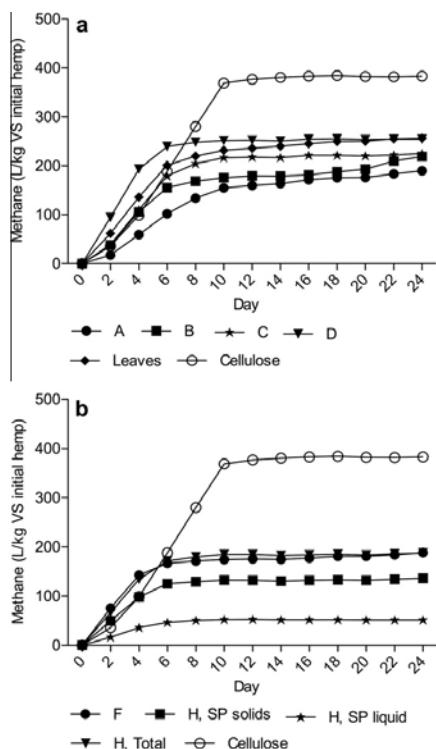 a
Methane (L/kg VS initial hemp)
500
400
300
200
100
0
0 2 4 6 8 10 12 14 16 18 20 22 24
Day
A B C D
Leaves Cellulose
b
Methane (L/kg VS initial hemp)
500
400
300
200
100
0
0 2 4 6 8 10 12 14 16 18 20 22 24
Day
F H, SP solids H, SP liquid
H. Total Cellulose